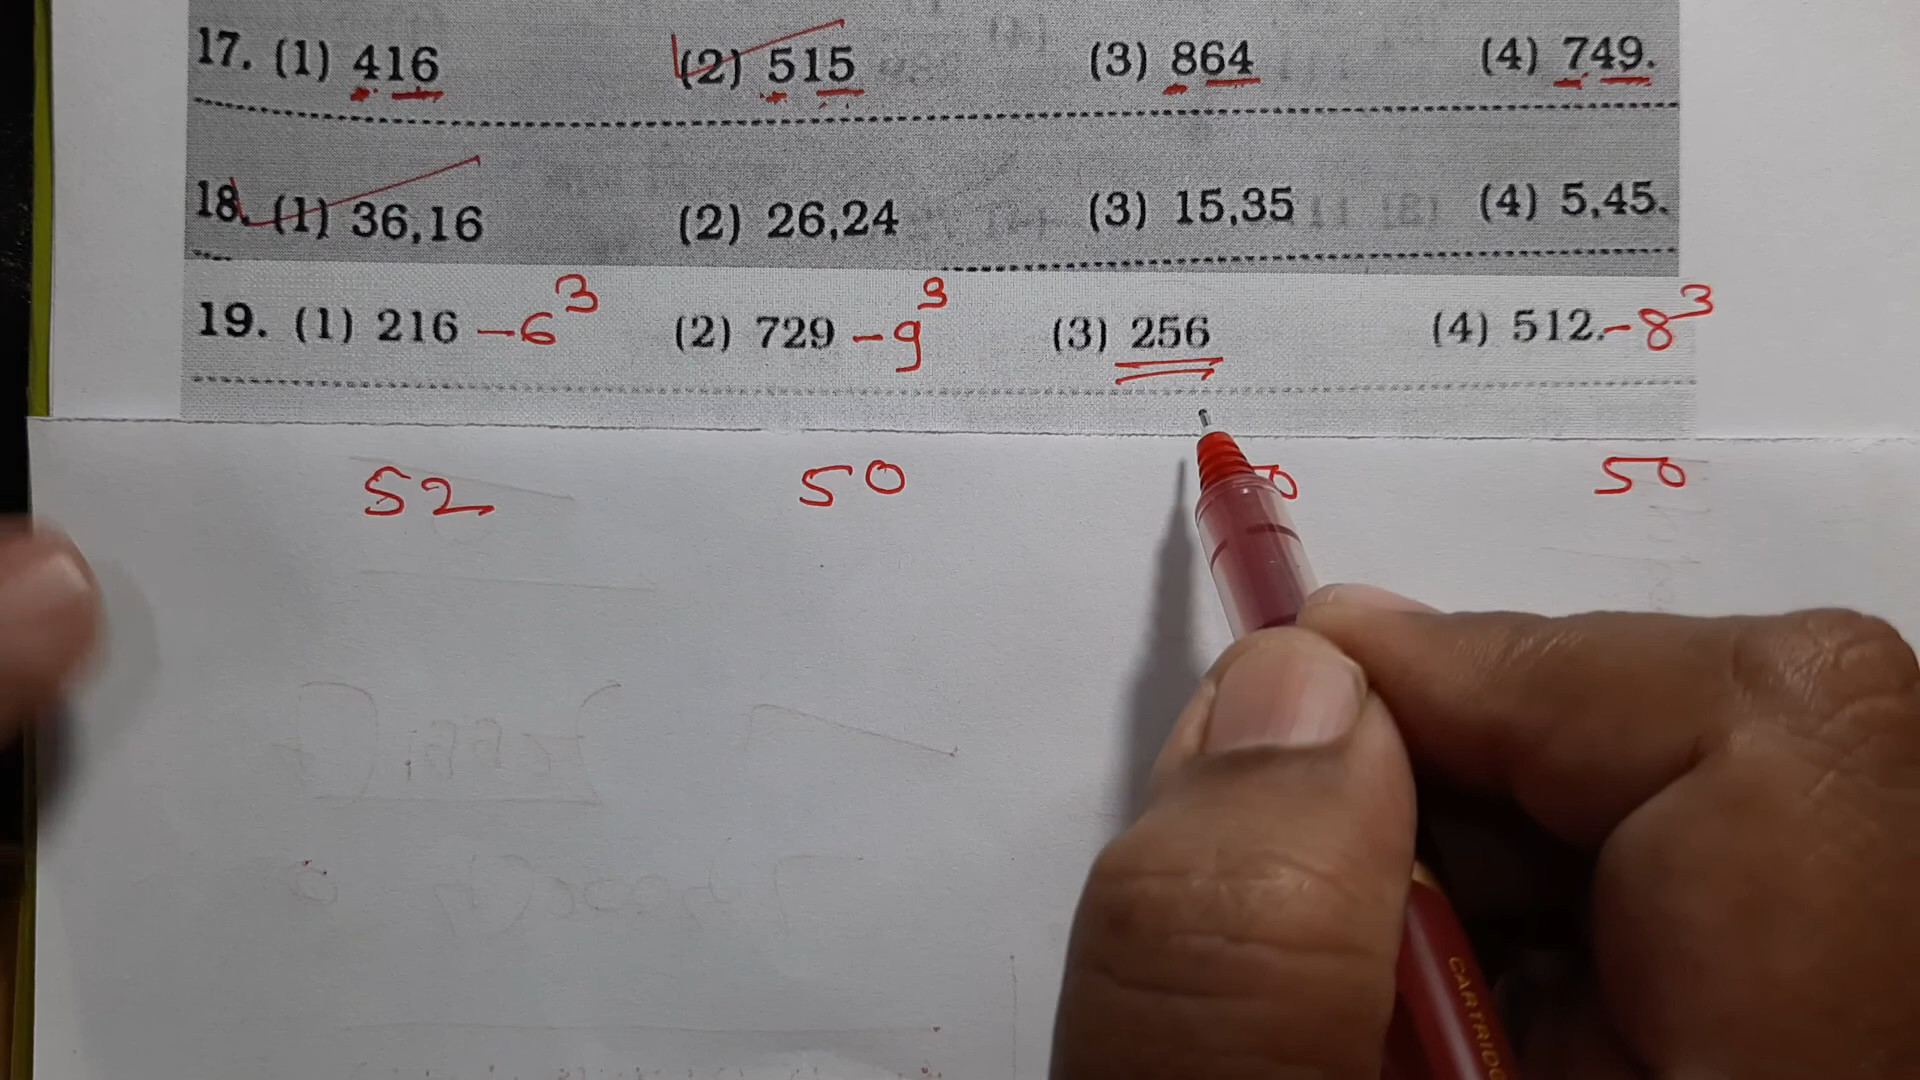 17. (1) 416 (2) 515 (3) 864 (4) 749.
18. (1) 36,16 (2) 26,24 (3) 15,35 (4) 5,45.
19. (1) 216 –6³ (2) 729 –9³ (3) 256 (4) 512. –8³
52 50 0 50
CARTRIDG